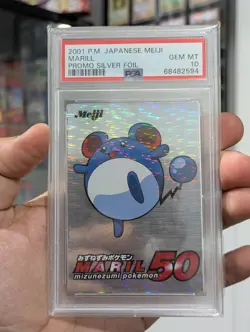 2001 P.M. JAPANESE MEIJI
MARILL GEM MT
PROMO SILVER FOIL 10
PSA 68482594
Meiji
みずねずみポケモン
MARIL 50
mizunezumi pokemon